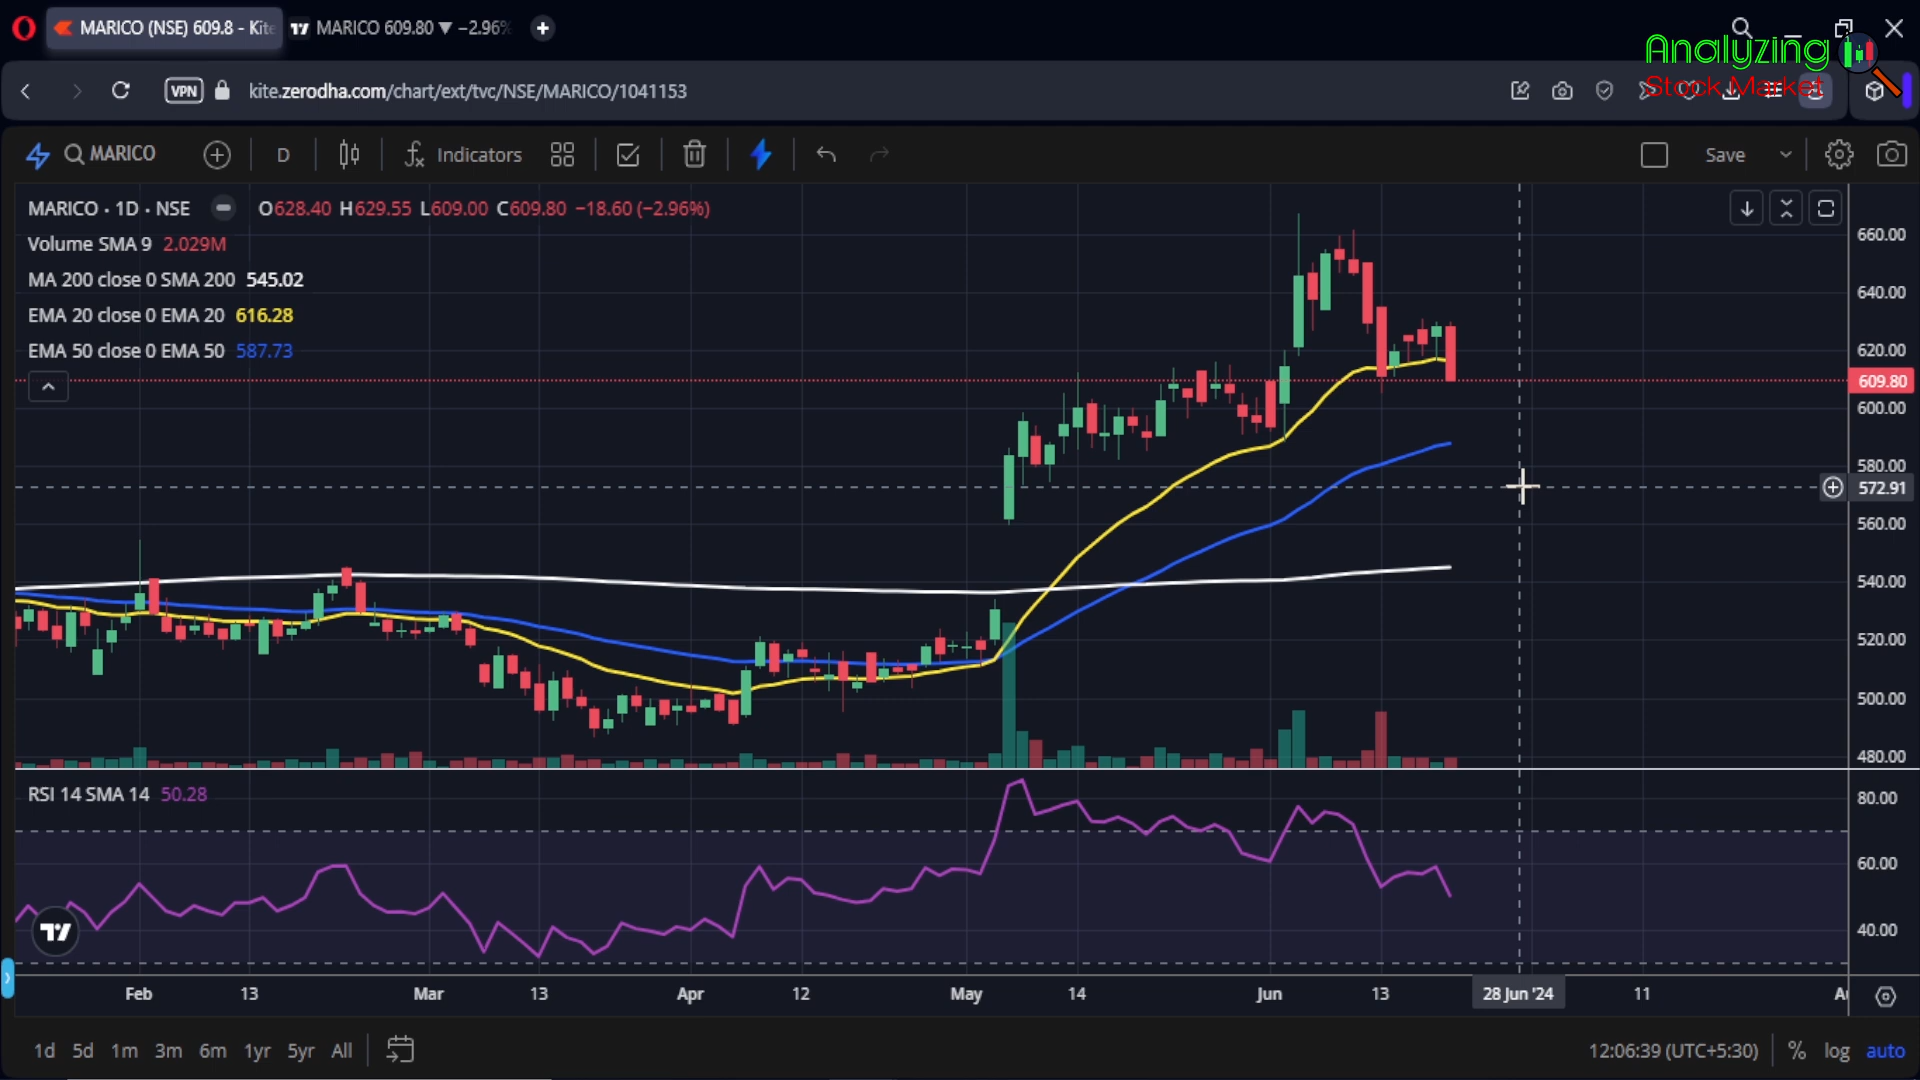 MARICO (NSE) 609.8 - Kite
MARICO 609.80 ▼ −2.96%
Analyzing
Stock Market
VPN
kite.zerodha.com/chart/ext/tvc/NSE/MARICO/1041153
MARICO
D
Indicators
Save
MARICO · 1D · NSE
O628.40 H629.55 L609.00 C609.80 −18.60 (−2.96%)
Volume SMA 9 2.029M
MA 200 close 0 SMA 200 545.02
EMA 20 close 0 EMA 20 616.28
EMA 50 close 0 EMA 50 587.73
660.00
640.00
620.00
609.80
600.00
580.00
572.91
560.00
540.00
520.00
500.00
480.00
RSI 14 SMA 14 50.28
80.00
60.00
40.00
Feb 13 Mar 13 Apr 12 May 14 Jun 13 28 Jun '24 11
1d 5d 1m 3m 6m 1yr 5yr All
12:06:39 (UTC+5:30) % log auto